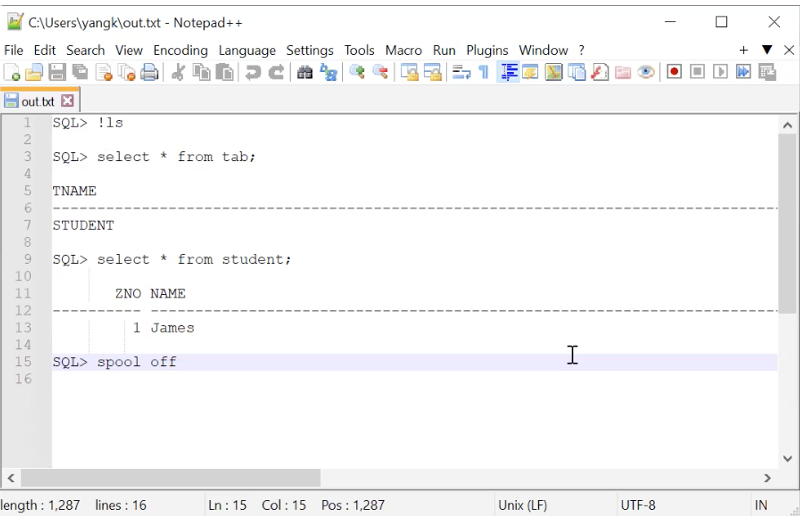 C:\Users\yangk\out.txt - Notepad++
File Edit Search View Encoding Language Settings Tools Macro Run Plugins Window ? + ▼ X
out.txt
1 SQL> !ls
2
3 SQL> select * from tab;
4
5 TNAME
6 --------------------------------------------------------------------------------
7 STUDENT
8
9 SQL> select * from student;
10
11 ZNO NAME
12 ---------- ---------------------------------------------------------------------
13 1 James
14
15 SQL> spool off
16
length : 1,287 lines : 16 Ln : 15 Col : 15 Pos : 1,287 Unix (LF) UTF-8 IN